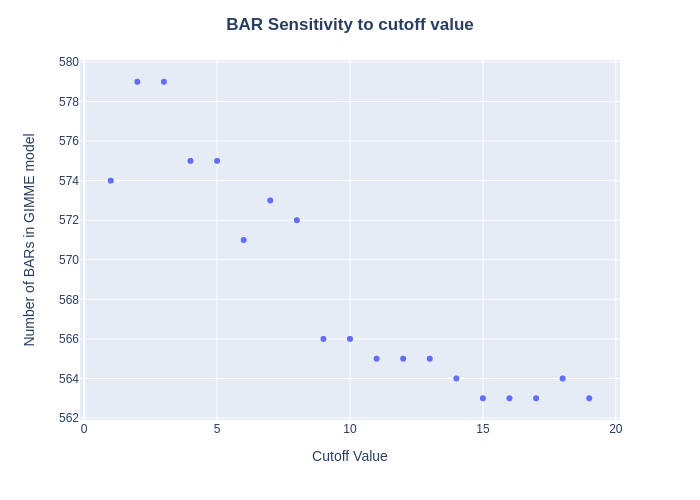 BAR Sensitivity to cutoff value
Number of BARs in GIMME model
580
578
576
574
572
570
568
566
564
562
0 5 10 15 20
Cutoff Value